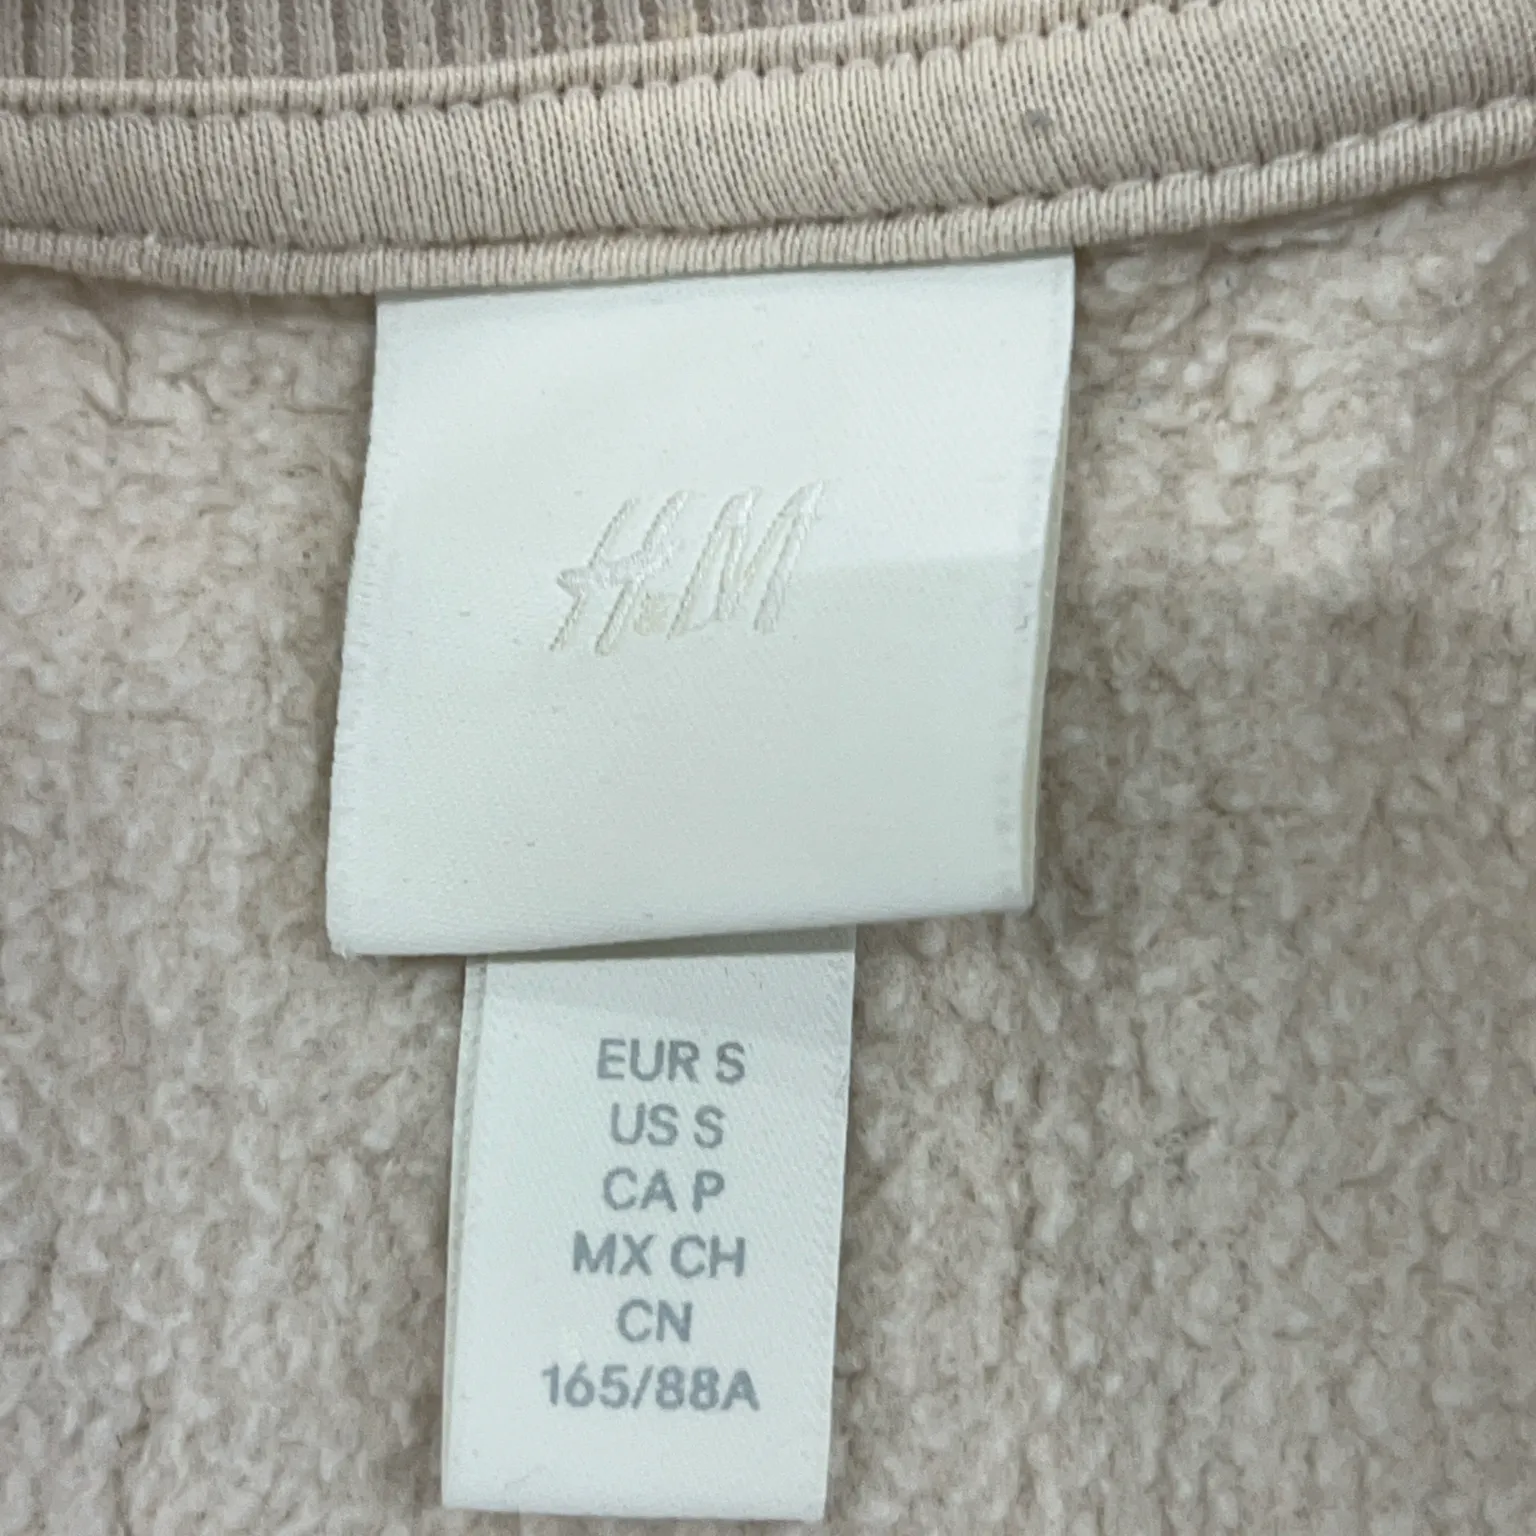 H&M
EUR S
US S
CA P
MX CH
CN
165/88A